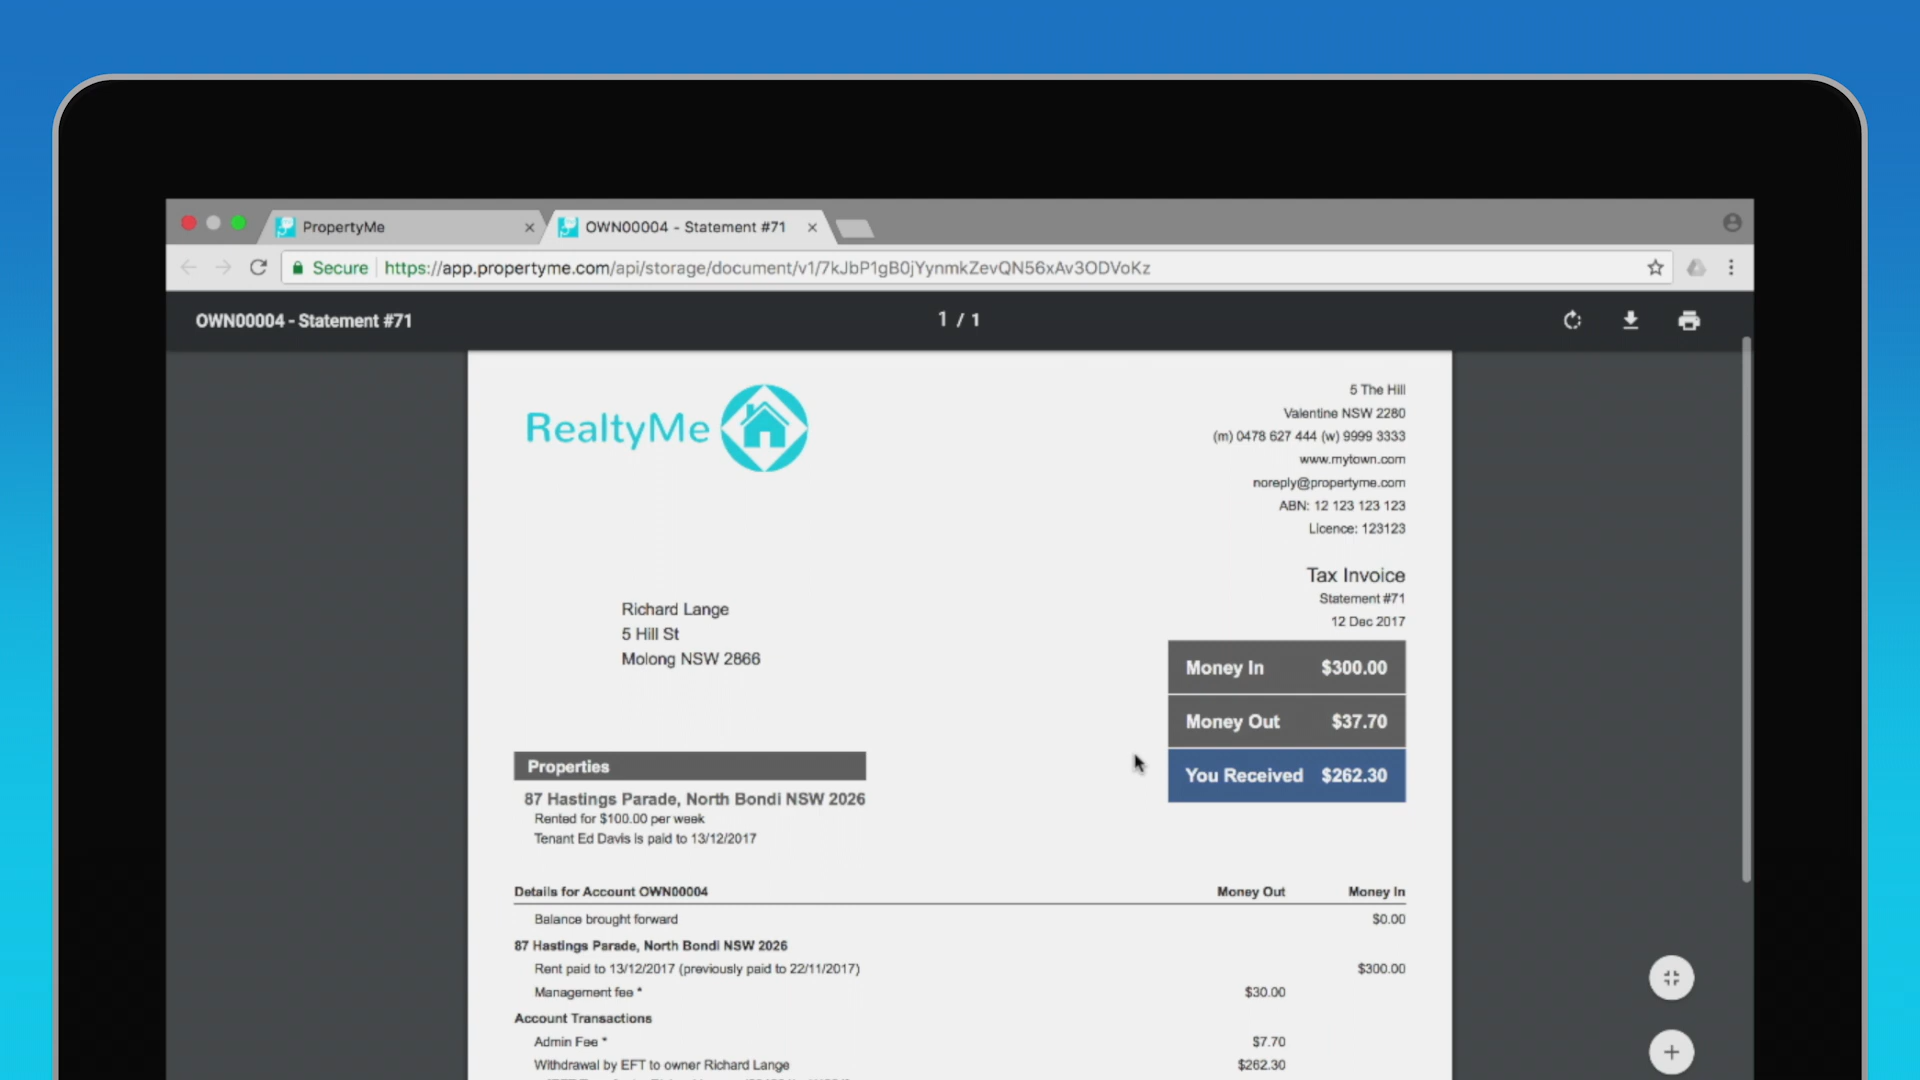 PropertyMe
OWN00004 - Statement #71
Secure
https://app.propertyme.com/api/storage/document/v1/7kJbP1gB0jYynmkZevQN56xAv3ODVoKz
OWN00004 - Statement #71
1 / 1
RealtyMe
5 The Hill
Valentine NSW 2280
(m) 0478 627 444 (w) 9999 3333
www.mytown.com
noreply@propertyme.com
ABN: 12 123 123 123
Licence: 123123
Tax Invoice
Statement #71
12 Dec 2017
Richard Lange
5 Hill St
Molong NSW 2866
Money In $300.00
Money Out $37.70
You Received $262.30
Properties
87 Hastings Parade, North Bondi NSW 2026
Rented for $100.00 per week
Tenant Ed Davis is paid to 13/12/2017
Details for Account OWN00004 Money Out Money In
Balance brought forward $0.00
87 Hastings Parade, North Bondi NSW 2026
Rent paid to 13/12/2017 (previously paid to 22/11/2017) $300.00
Management fee * $30.00
Account Transactions
Admin Fee * $7.70
Withdrawal by EFT to owner Richard Lange $262.30